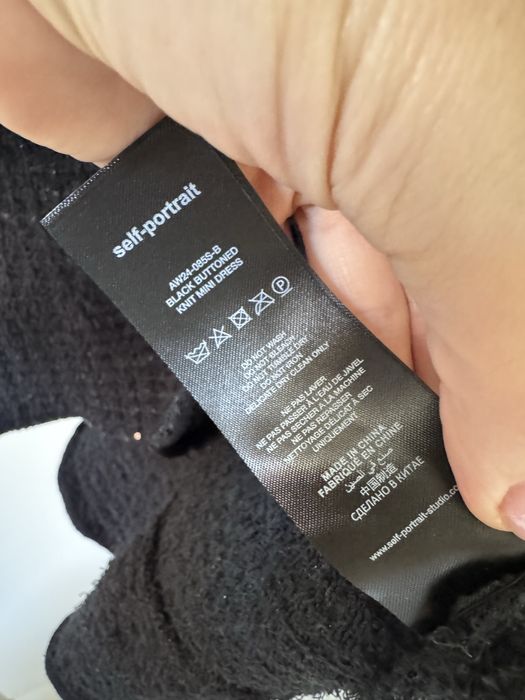 self-portrait
AW24-085S-B
BLACK BUTTONED
KNIT MINI DRESS
DO NOT WASH
DO NOT BLEACH
DO NOT TUMBLE DRY
DO NOT IRON
DELICATE DRY CLEAN ONLY
NE PAS LAVER
NE PAS PASSER À L'EAU DE JAVEL
NE PAS SECHER A LA MACHINE
NE PAS REPASSER
NETTOYAGE DÉLICAT À SEC
UNIQUEMENT
MADE IN CHINA
FABRIQUE EN CHINE
صنع في الصين
中国制造
СДЕЛАНО В КИТАЕ
www.self-portrait-studio.co